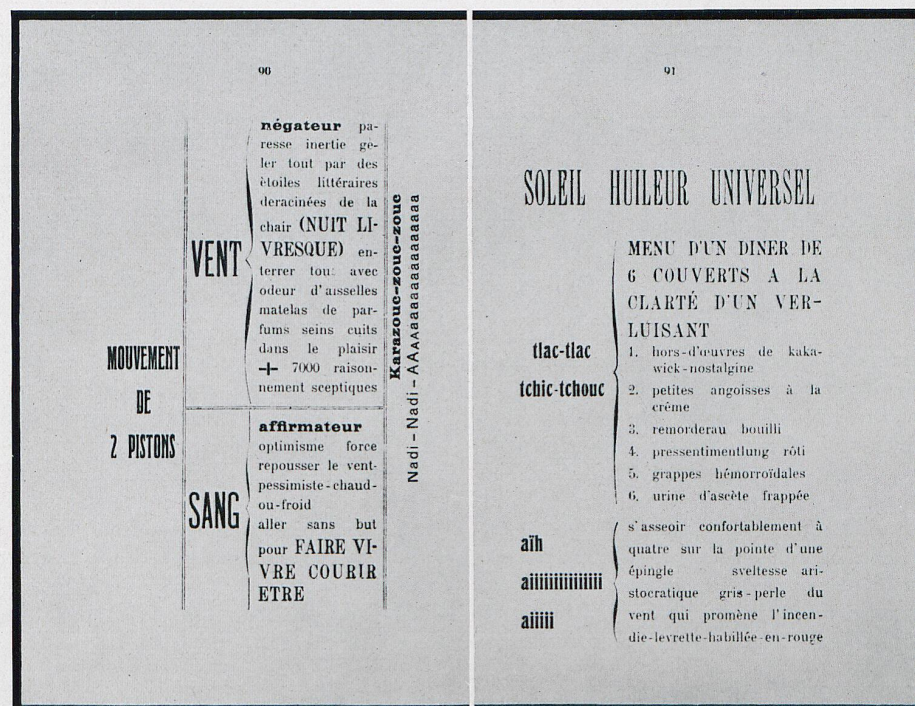 90
MOUVEMENT
DE
2 PISTONS
VENT
négateur pa-
resse inertie ge-
ler tout par des
étoiles littéraires
deracinées de la
chair (NUIT LI-
VRESQUE) en-
terrer tout avec
odeur d'aisselles
matelas de par-
fums seins cuits
dans le plaisir
+ 7000 raison-
nement sceptiques
SANG
affirmateur
optimisme force
repousser le vent-
pessimiste-chaud-
ou-froid
aller sans but
pour FAIRE VI-
VRE COURIR
ETRE
Karazouc-zouc-zouc
Nadi-Nadi-AAAaaaaaaaaaaaaaaa
91
SOLEIL HUILEUR UNIVERSEL
tlac-tlac
tchic-tchouc
MENU D'UN DINER DE
6 COUVERTS A LA
CLARTÉ D'UN VER-
LUISANT
1. hors-d'œuvres de kaka-
wick-nostalgine
2. petites angoisses à la
crême
3. remorderau bouilli
4. pressentimentlung rôti
5. grappes hémorroïdales
6. urine d'ascète frappée
aïh
aiiiiiiiiiiiiiii
aiiiii
s'asseoir confortablement à
quatre sur la pointe d'une
épingle sveltesse ari-
stocratique gris-perle du
vent qui promène l'incen-
die-levrette-habillée-en-rouge